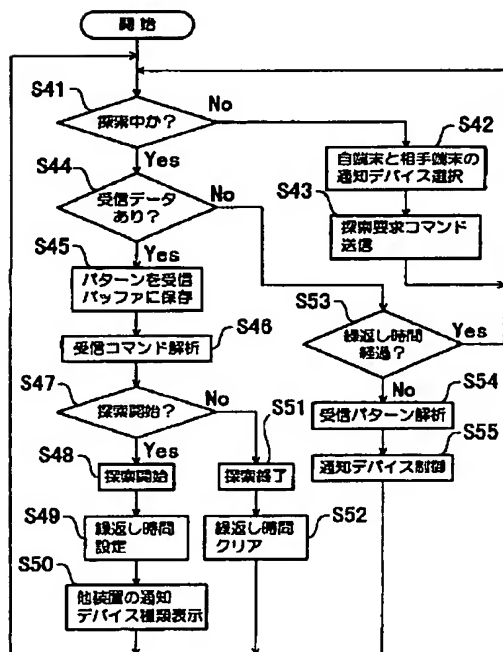 開始
S41
探索中か？
No
S42
自端末と相手端末の
通知デバイス選択
S43
探索要求コマンド
送信
Yes
S44
受信データ
あり？
No
Yes
S45
パターンを受信
バッファに保存
S46
受信コマンド解析
S47
探索開始？
No
Yes
S48
探索開始
S49
繰返し時間
設定
S50
他装置の通知
デバイス種類表示
S51
探索終了
S52
繰返し時間
クリア
S53
繰返し時間
経過？
Yes
No
S54
受信パターン解析
S55
通知デバイス制御